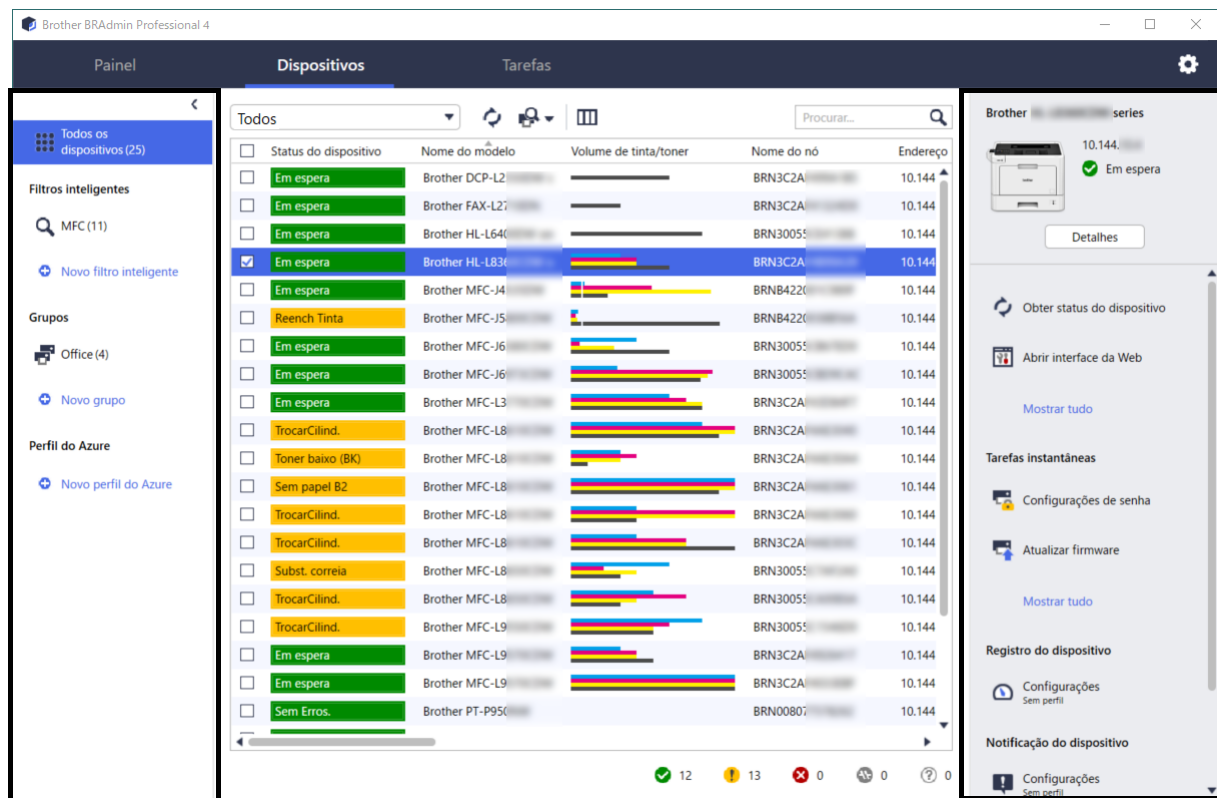 Brother BRAdmin Professional 4
Painel Dispositivos Tarefas
Todos os
dispositivos (25)
Filtros inteligentes
MFC (11)
Novo filtro inteligente
Grupos
Office (4)
Novo grupo
Perfil do Azure
Novo perfil do Azure
Todos Procurar...
Status do dispositivo Nome do modelo Volume de tinta/toner Nome do nó Endereço
Em espera Brother DCP-L2 BRN3C2A 10.144
Em espera Brother FAX-L27 BRN3C2A 10.144
Em espera Brother HL-L640 BRN30055 10.144
Em espera Brother HL-L836 BRN3C2A 10.144
Em espera Brother MFC-J4 BRNB4220 10.144
Reench Tinta Brother MFC-J5 BRNB4220 10.144
Em espera Brother MFC-J6 BRN30055 10.144
Em espera Brother MFC-J6 BRN30055 10.144
Em espera Brother MFC-L3 BRN3C2A 10.144
TrocarCilind. Brother MFC-L8 BRN3C2A 10.144
Toner baixo (BK) Brother MFC-L8 BRN3C2A 10.144
Sem papel B2 Brother MFC-L8 BRN3C2A 10.144
TrocarCilind. Brother MFC-L8 BRN3C2A 10.144
TrocarCilind. Brother MFC-L8 BRN3C2A 10.144
Subst. correia Brother MFC-L8 BRN30055 10.144
TrocarCilind. Brother MFC-L8 BRN30055 10.144
TrocarCilind. Brother MFC-L9 BRN30055 10.144
Em espera Brother MFC-L9 BRN3C2A 10.144
Em espera Brother MFC-L9 BRN3C2A 10.144
Sem Erros. Brother PT-P950 BRN00807 10.144
12 13 0 0 0
Brother series
10.144.
Em espera
Detalhes
Obter status do dispositivo
Abrir interface da Web
Mostrar tudo
Tarefas instantâneas
Configurações de senha
Atualizar firmware
Mostrar tudo
Registro do dispositivo
Configurações
Sem perfil
Notificação do dispositivo
Configurações
Sem perfil